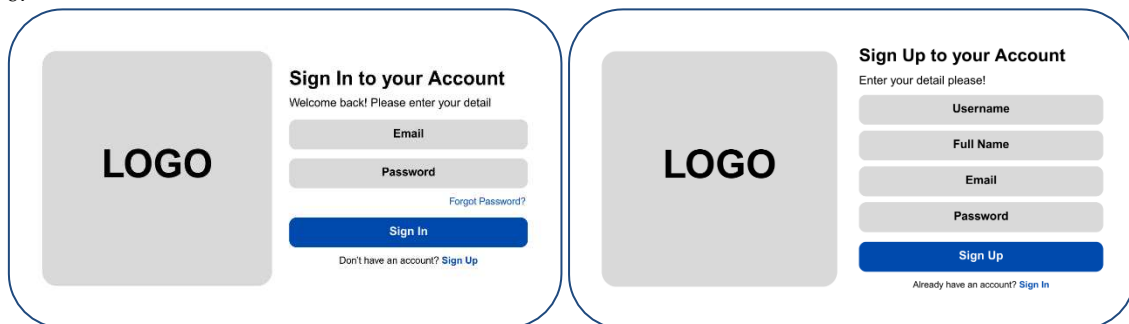 LOGO
Sign In to your Account
Welcome back! Please enter your detail
Email
Password
Forgot Password?
Sign In
Don't have an account? Sign Up
LOGO
Sign Up to your Account
Enter your detail please!
Username
Full Name
Email
Password
Sign Up
Already have an account? Sign In